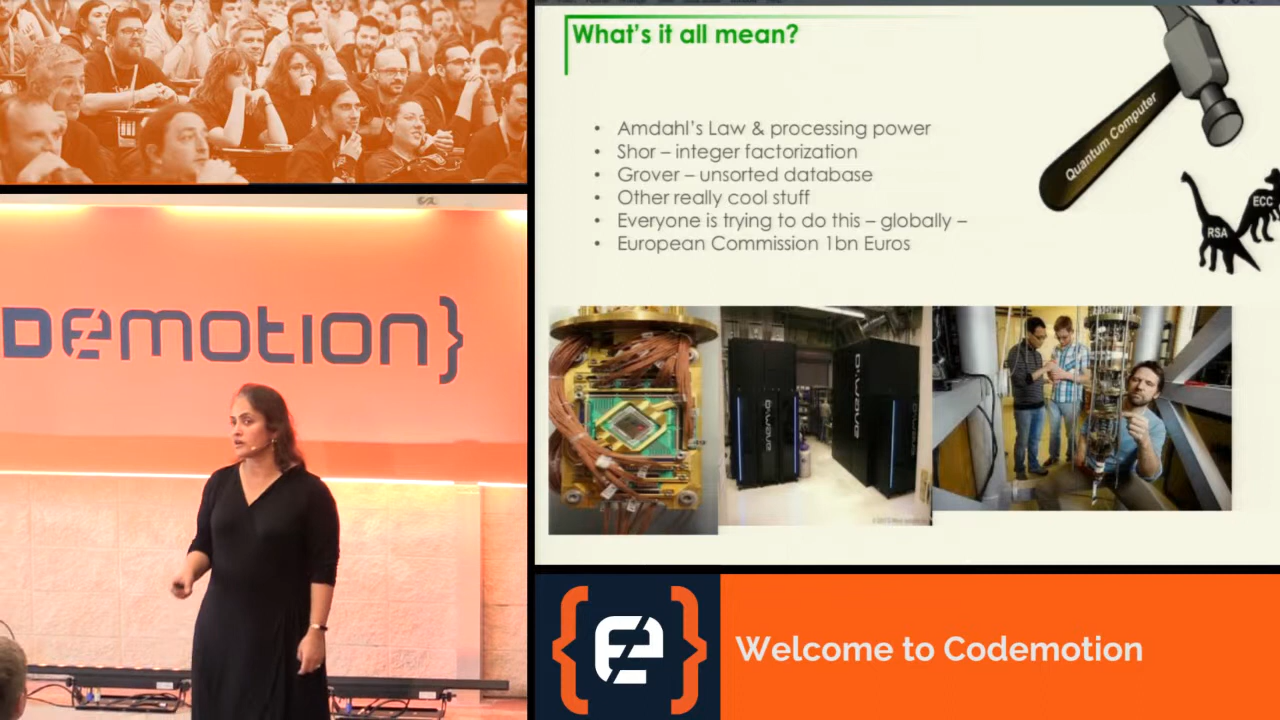 DEmotion}
What's it all mean?
Quantum Computer
• Amdahl's Law & processing power
• Shor – integer factorization
• Grover – unsorted database
• Other really cool stuff
• Everyone is trying to do this – globally –
• European Commission 1bn Euros
ECC
RSA
D:wave
D:wave
Welcome to Codemotion